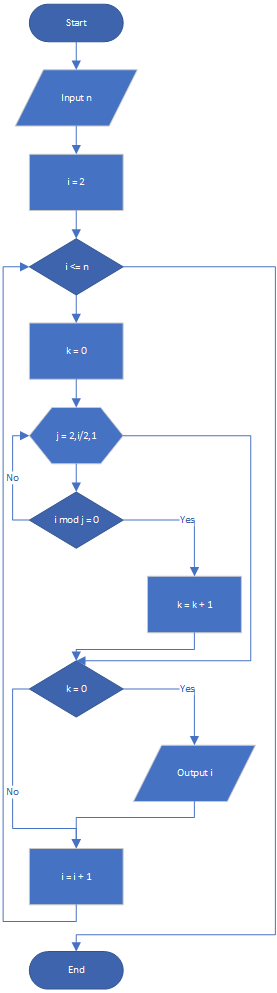 Start
Input n
i = 2
i <= n
k = 0
j = 2,i/2,1
No
i mod j = 0
Yes
k = k + 1
k = 0
Yes
Output i
No
i = i + 1
End